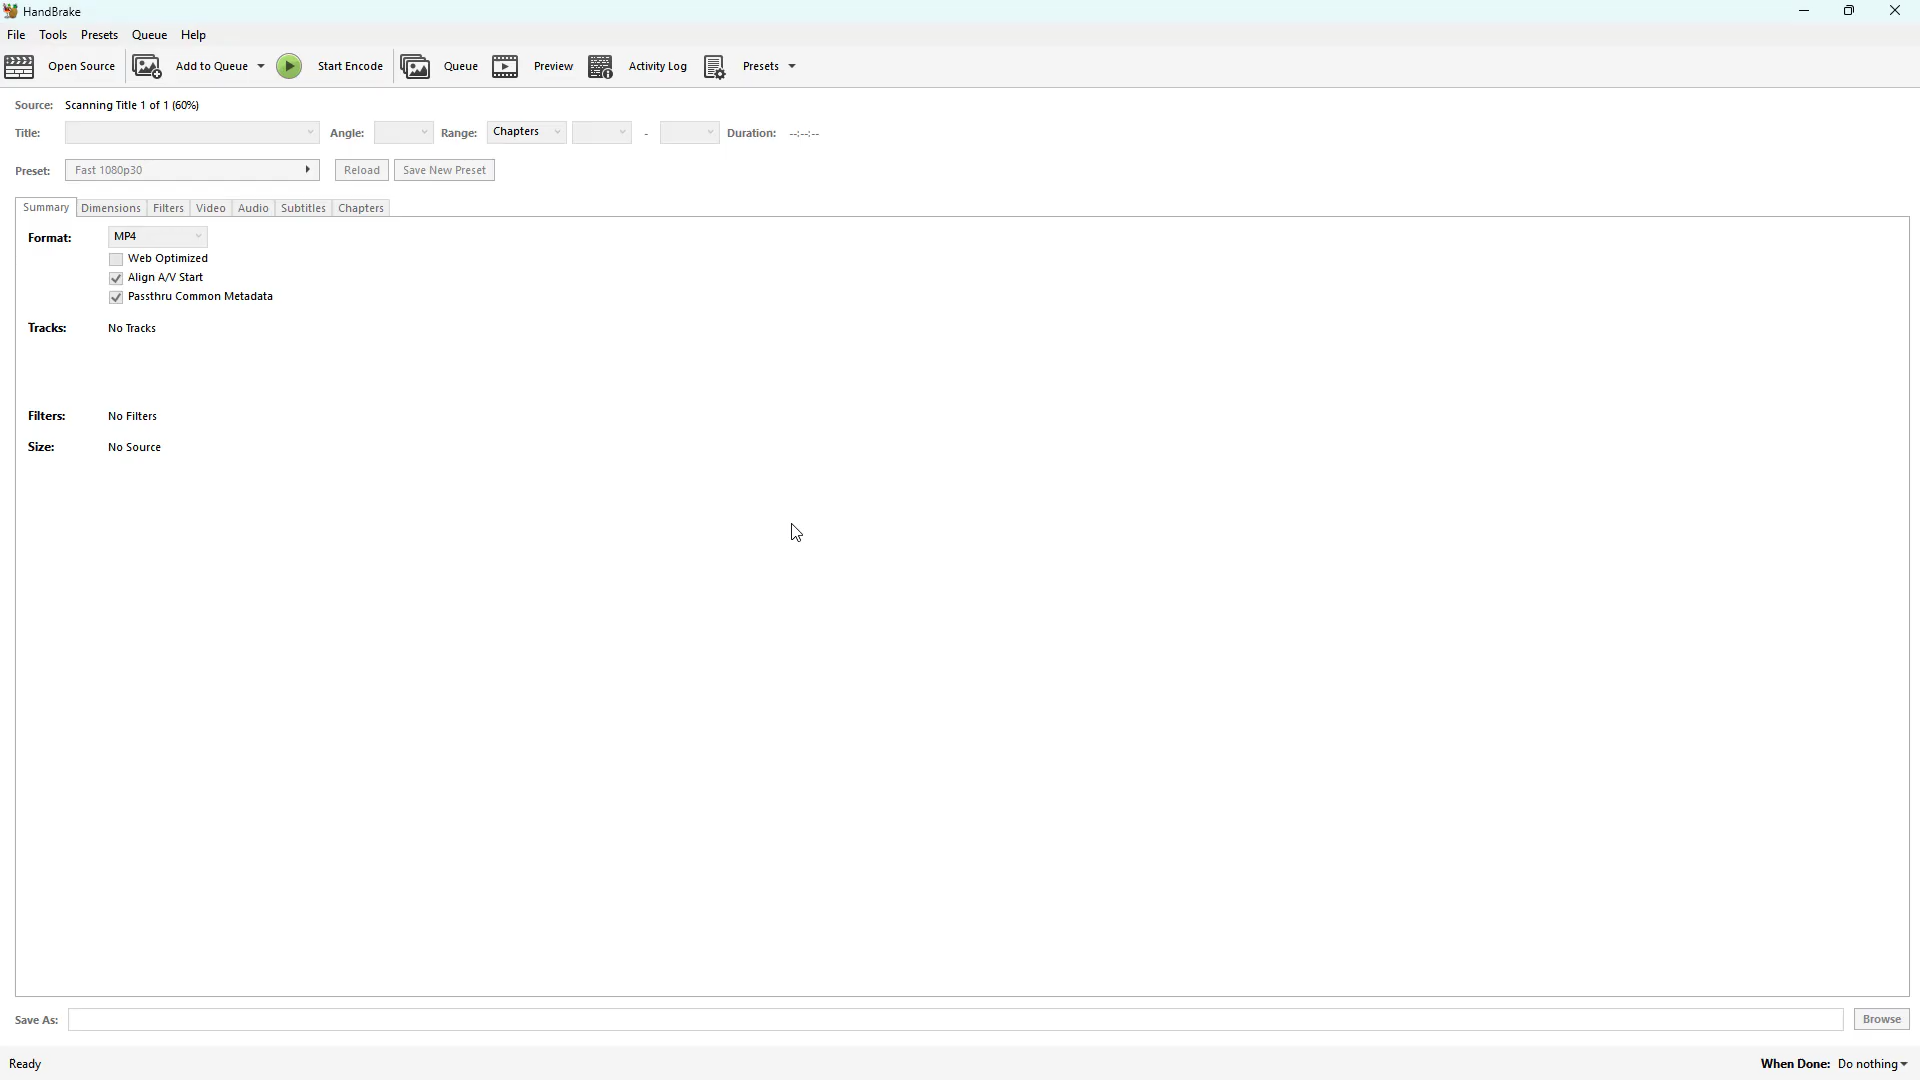 HandBrake
File Tools Presets Queue Help
Open Source Add to Queue Start Encode Queue Preview Activity Log Presets
Source: Scanning Title 1 of 1 (60%)
Title: Angle: Range: Chapters - Duration: --:--:--
Preset: Fast 1080p30 Reload Save New Preset
Summary Dimensions Filters Video Audio Subtitles Chapters
Format: MP4
Web Optimized
Align A/V Start
Passthru Common Metadata
Tracks: No Tracks
Filters: No Filters
Size: No Source
Save As: Browse
Ready When Done: Do nothing